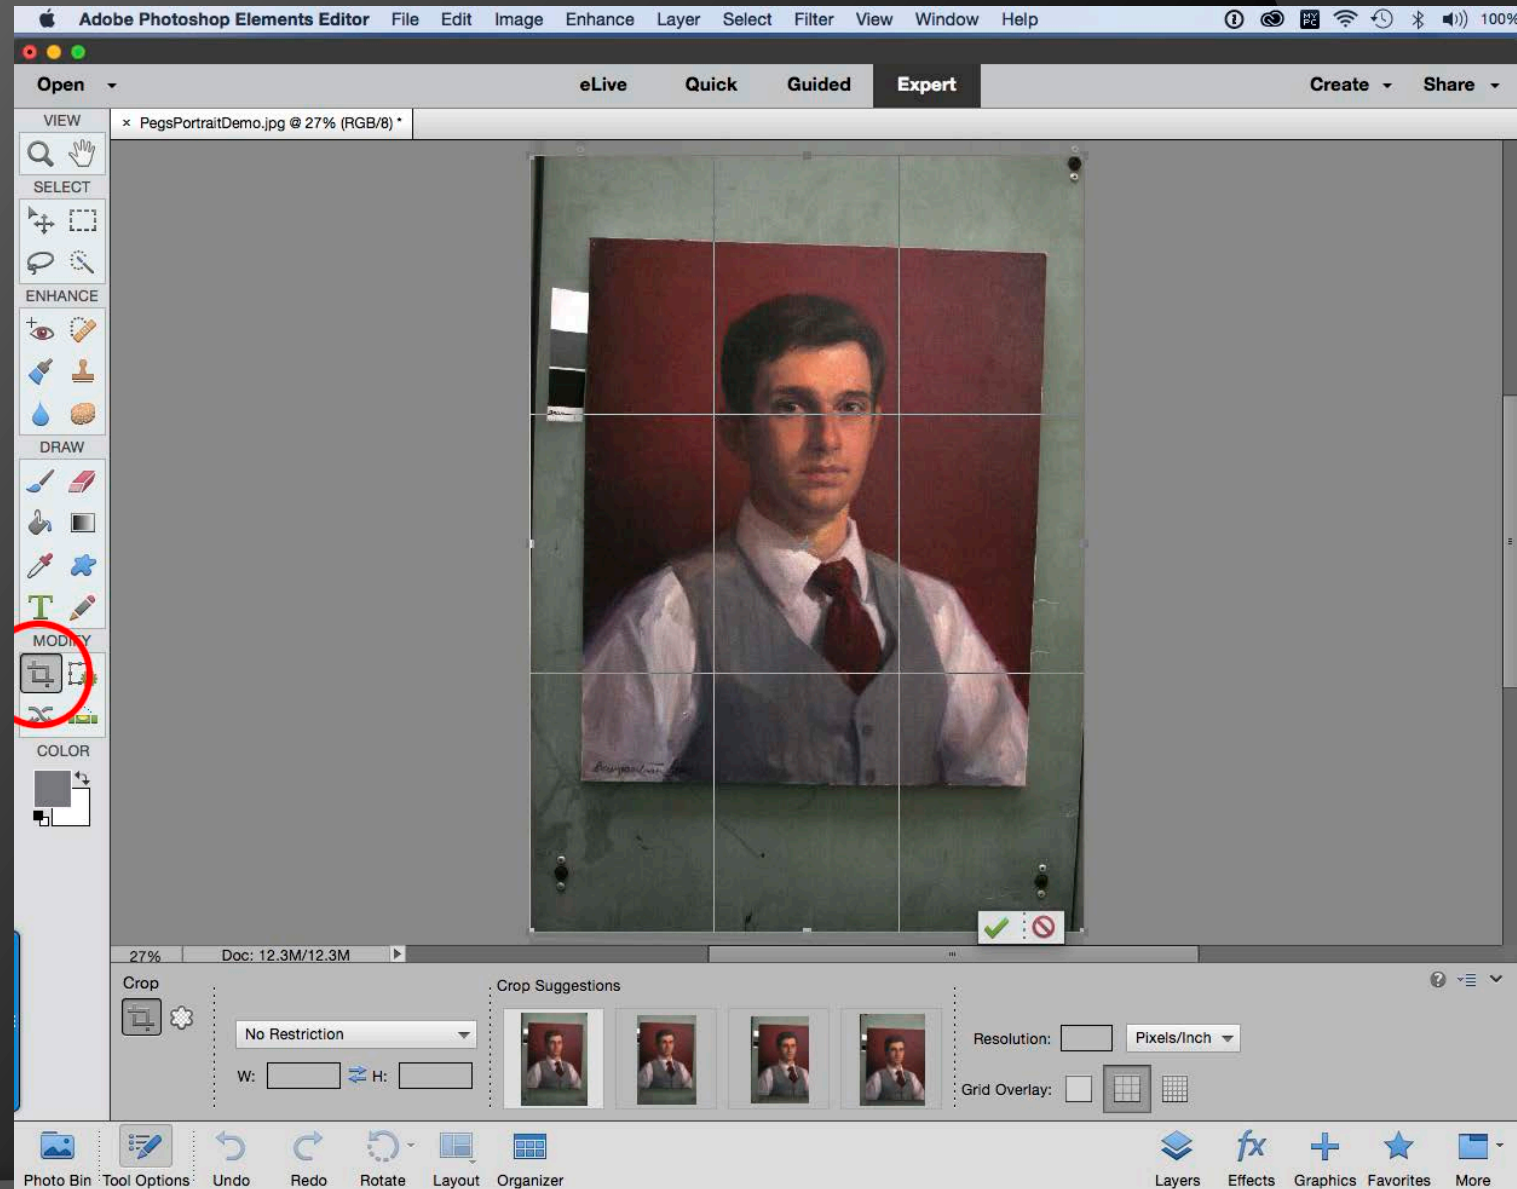 Adobe Photoshop Elements Editor File Edit Image Enhance Layer Select Filter View Window Help 100%
Open eLive Quick Guided Expert Create Share
VIEW
× PegsPortraitDemo.jpg @ 27% (RGB/8) *
SELECT
ENHANCE
DRAW
T
MODIFY
COLOR
27% Doc: 12.3M/12.3M
Crop
Crop Suggestions
No Restriction
Resolution: Pixels/Inch
W: H:
Grid Overlay:
fx
Photo Bin Tool Options Undo Redo Rotate Layout Organizer Layers Effects Graphics Favorites More